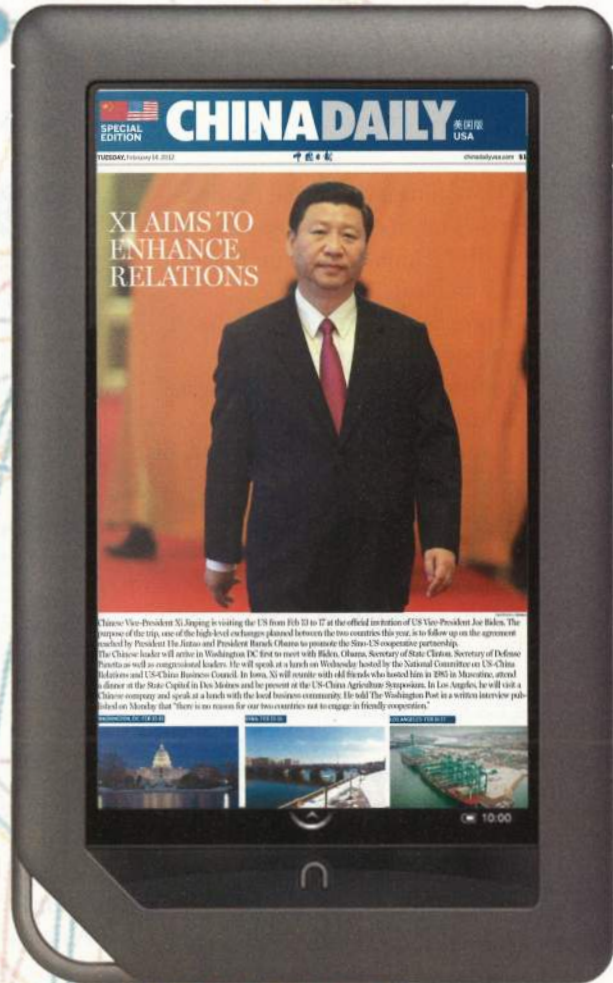 SPECIAL
EDITION
CHINADAILY
美国版
USA
TUESDAY, February 14, 2012
中国日报
chinadailyusa.com $1
XI AIMS TO
ENHANCE
RELATIONS
Chinese Vice-President Xi Jinping is visiting the US from Feb 13 to 17 at the official invitation of US Vice-President Joe Biden. The
purpose of the trip, one of the high-level exchanges planned between the two countries this year, is to follow up on the agreement
reached by President Hu Jintao and President Barack Obama to promote the Sino-US cooperative partnership.
The Chinese leader will arrive in Washington DC first to meet with Biden, Obama, Secretary of State Clinton, Secretary of Defense
Panetta as well as congressional leaders. He will speak at a lunch on Wednesday hosted by the National Committee on US-China
Relations and US-China Business Council. In Iowa, Xi will reunite with old friends who hosted him in 1985 in Muscatine, attend
a dinner at the State Capitol in Des Moines and be present at the US-China Agriculture Symposium. In Los Angeles, he will visit a
Chinese company and speak at a lunch with the local business community. He told The Washington Post in a written interview pub-
lished on Monday that "there is no reason for our two countries not to engage in friendly cooperation."
WASHINGTON, DC: FEB
IOWA: FEB
LOS ANGELES: FEB
10:00